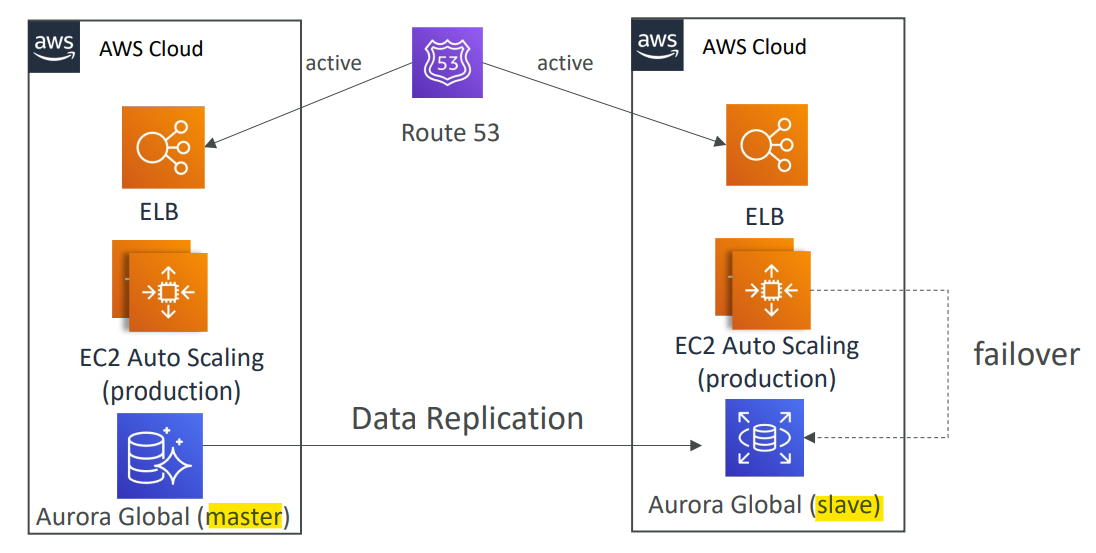 aws
AWS Cloud
active
53
Route 53
active
aws
AWS Cloud
ELB
ELB
EC2 Auto Scaling
(production)
EC2 Auto Scaling
(production)
failover
Data Replication
Aurora Global (master)
Aurora Global (slave)